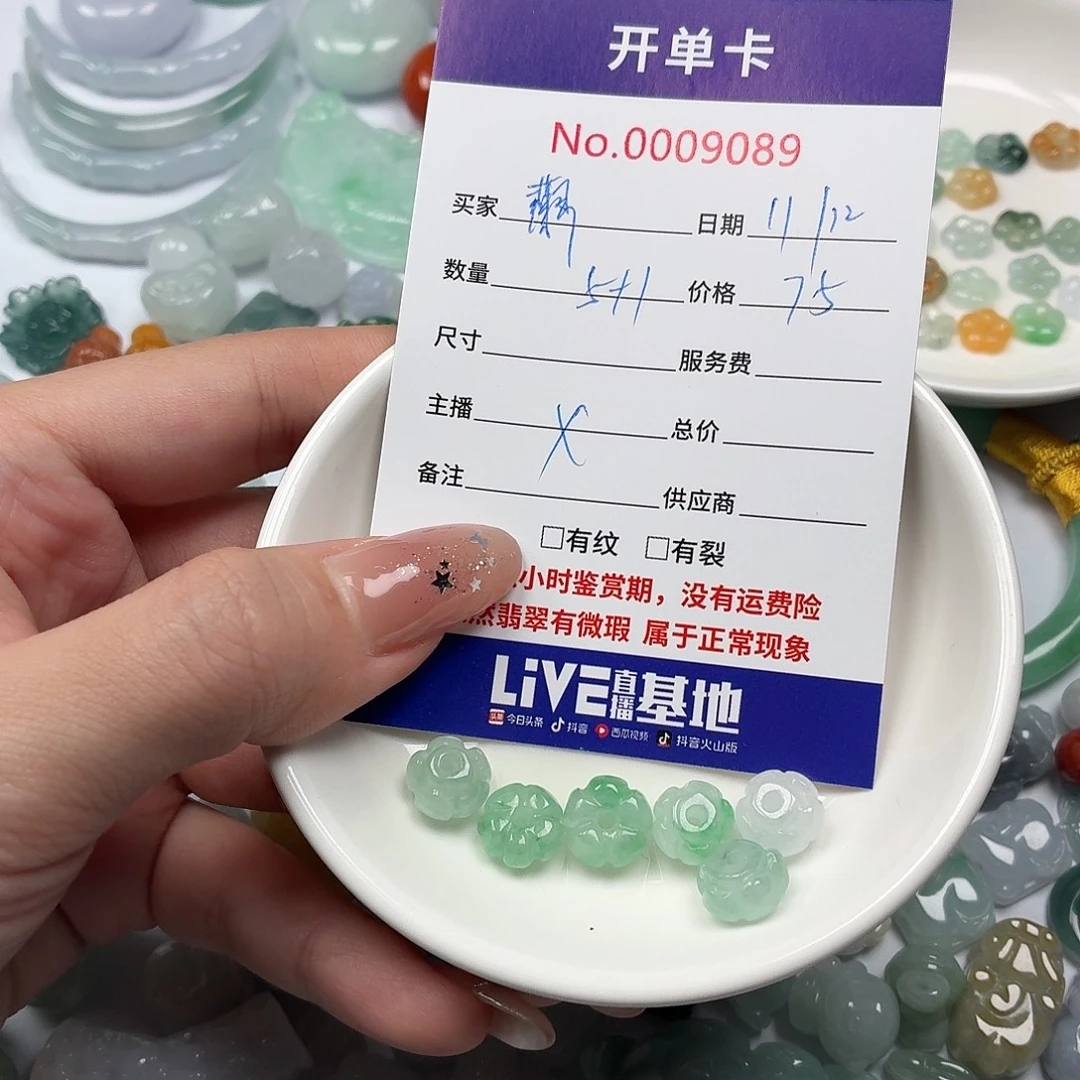 开单卡
No.0009089
买家 日期 11/12
数量 5+1 价格 75
尺寸 服务费
主播 X 总价
备注 供应商
□有纹 □有裂
小时鉴赏期，没有运费险
然翡翠有微瑕 属于正常现象
LiVE直播基地
头条 今日头条 抖音 西瓜视频 抖音火山版